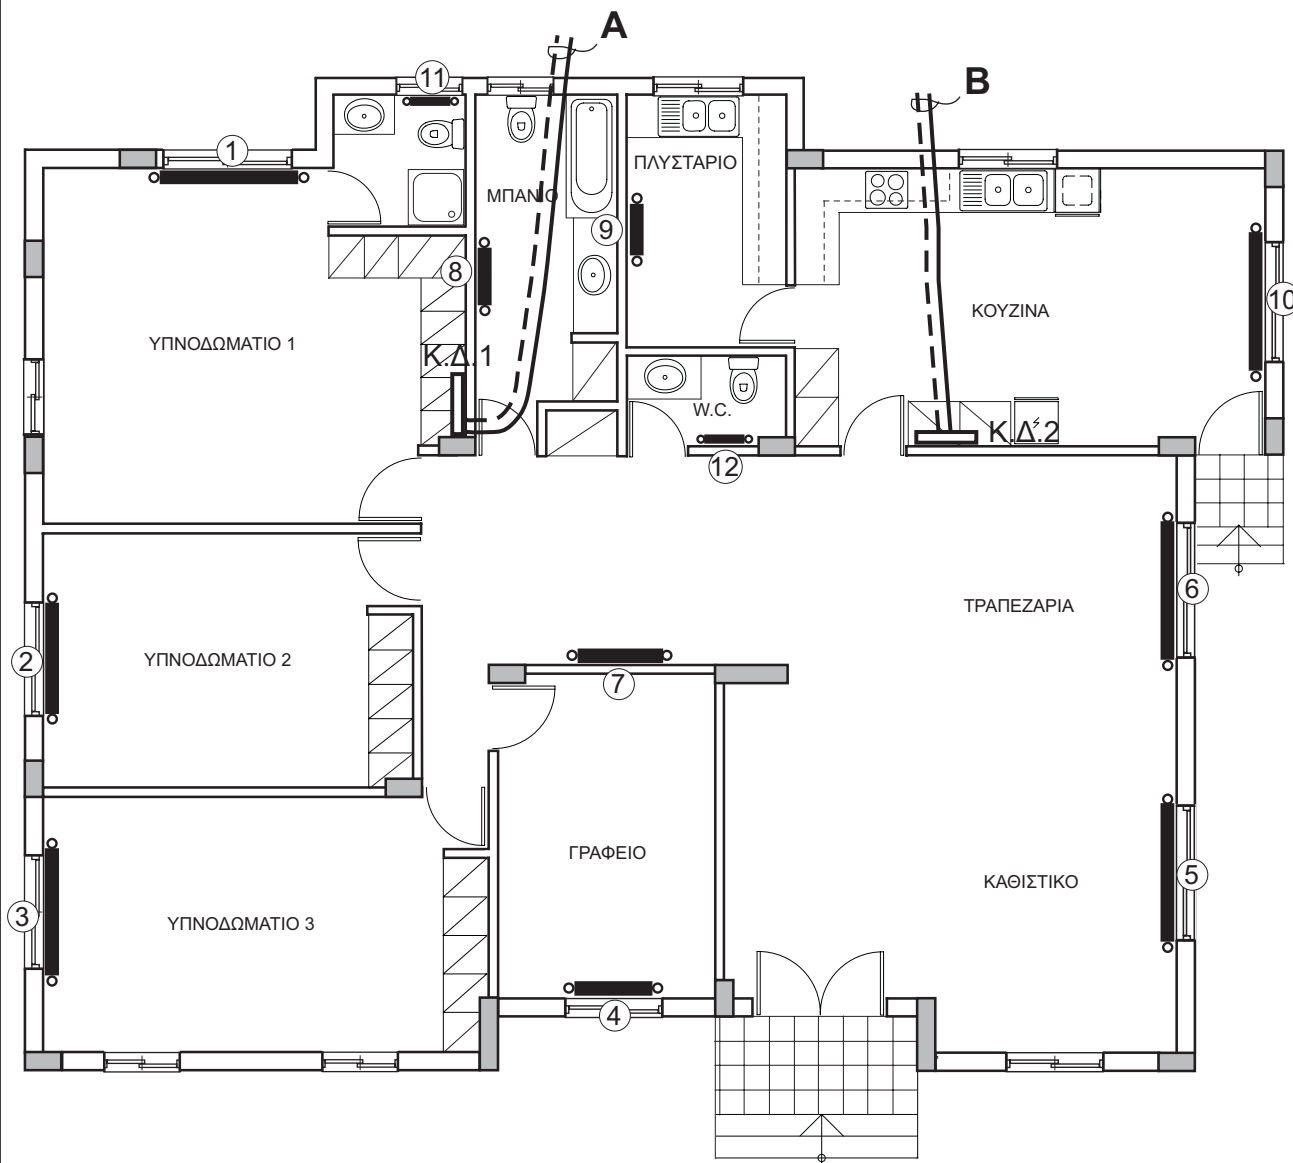 A
B
11
1
ΠΛΥΣΤΑΡΙΟ
ΜΠΑΝΙΟ
9
8
10
ΚΟΥΖΙΝΑ
ΥΠΝΟΔΩΜΑΤΙΟ 1
Κ.Δ.1
W.C.
Κ.Δ.2
12
6
ΤΡΑΠΕΖΑΡΙΑ
2
ΥΠΝΟΔΩΜΑΤΙΟ 2
7
ΓΡΑΦΕΙΟ
5
ΚΑΘΙΣΤΙΚΟ
3
ΥΠΝΟΔΩΜΑΤΙΟ 3
4